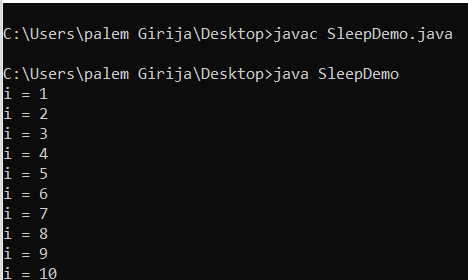 C:\Users\palem Girija\Desktop>javac SleepDemo.java
C:\Users\palem Girija\Desktop>java SleepDemo
i = 1
i = 2
i = 3
i = 4
i = 5
i = 6
i = 7
i = 8
i = 9
i = 10